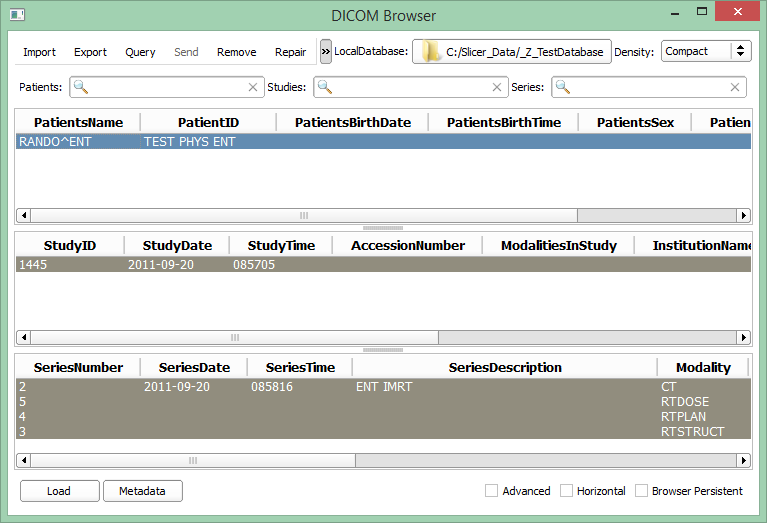 DICOM Browser
Import Export Query Send Remove Repair » LocalDatabase: C:/Slicer_Data/_Z_TestDatabase Density: Compact
Patients: Studies: Series:
PatientsName PatientID PatientsBirthDate PatientsBirthTime PatientsSex Patien
RANDO^ENT TEST PHYS ENT
StudyID StudyDate StudyTime AccessionNumber ModalitiesInStudy InstitutionName
1445 2011-09-20 085705
SeriesNumber SeriesDate SeriesTime SeriesDescription Modality
2 2011-09-20 085816 ENT IMRT CT
5 RTDOSE
4 RTPLAN
3 RTSTRUCT
Load Metadata Advanced Horizontal Browser Persistent